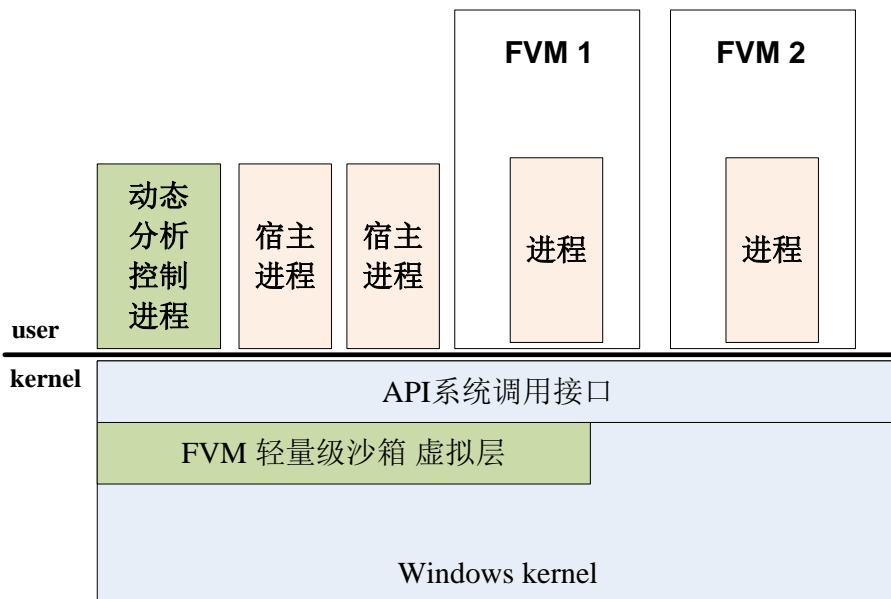 FVM 1
FVM 2
动态
分析
控制
进程
宿主
进程
宿主
进程
进程
进程
user
kernel
API系统调用接口
FVM 轻量级沙箱 虚拟层
Windows kernel